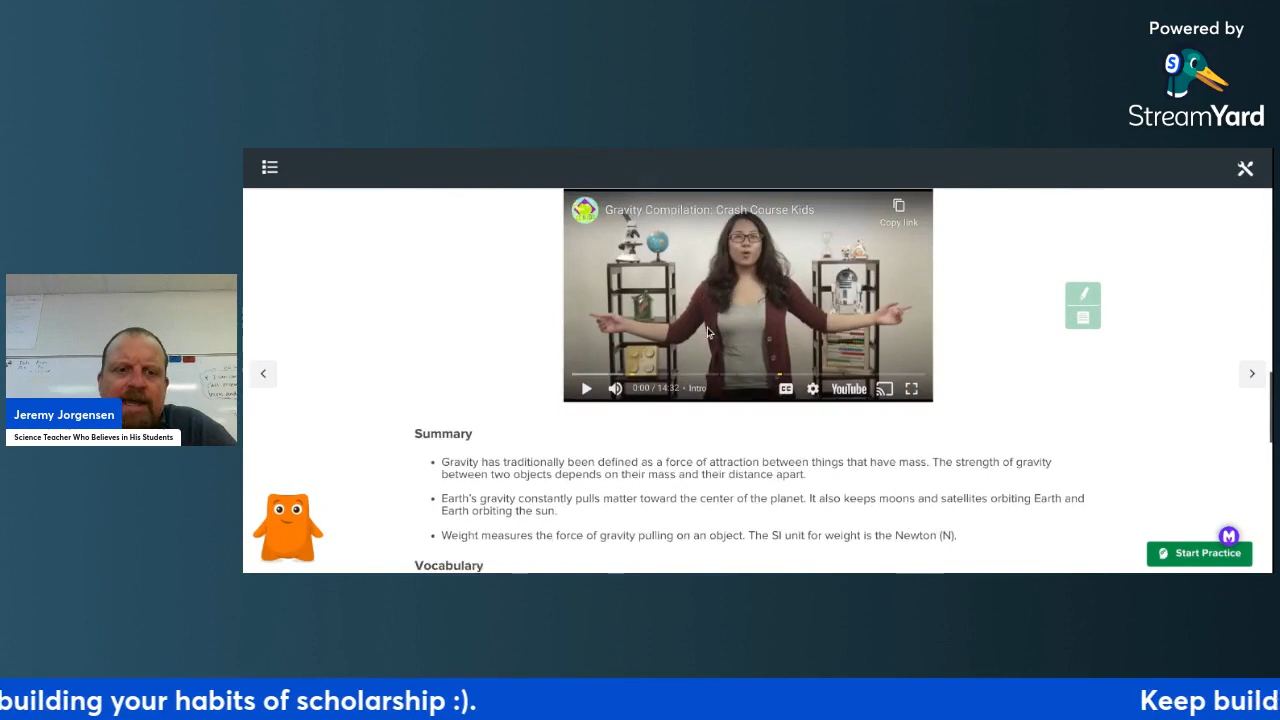 Powered by
S
StreamYard
Gravity Compilation: Crash Course Kids
Copy link
0:00 / 14:32 • Intro
CC
YouTube
Jeremy Jorgensen
Science Teacher Who Believes in His Students
Summary
• Gravity has traditionally been defined as a force of attraction between things that have mass. The strength of gravity
between two objects depends on their mass and their distance apart.
• Earth's gravity constantly pulls matter toward the center of the planet. It also keeps moons and satellites orbiting Earth and
Earth orbiting the sun.
• Weight measures the force of gravity pulling on an object. The SI unit for weight is the Newton (N).
M
Start Practice
Vocabulary
building your habits of scholarship :).
Keep build